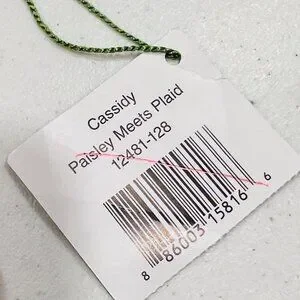 Cassidy
Paisley Meets Plaid
12481-128
8 86003 15816 6